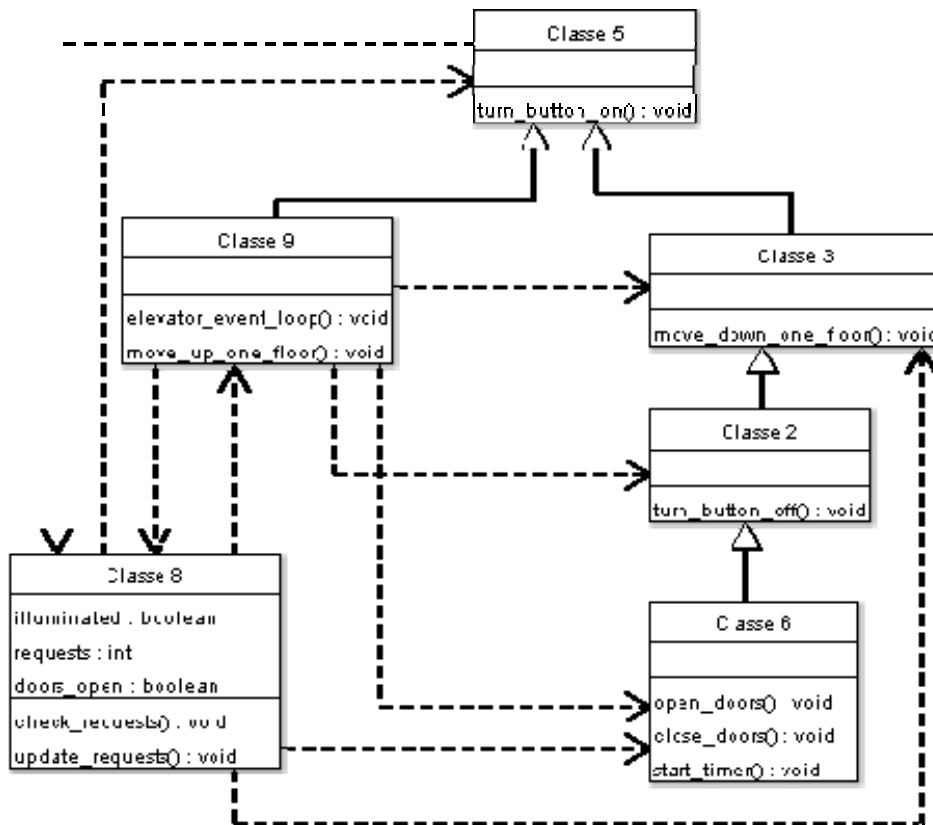 Classe 5
turn_button_on() : void
Classe 9
elevator_event_loop() : void
move_up_one_floor() : void
Classe 3
move_down_one_floor() : void
Classe 2
turn_button_off() : void
Classe 8
illuminated : boolean
requests : int
doors_open : boolean
check_requests() : void
update_requests() : void
Classe 6
open_doors() : void
close_doors() : void
start_timer() : void